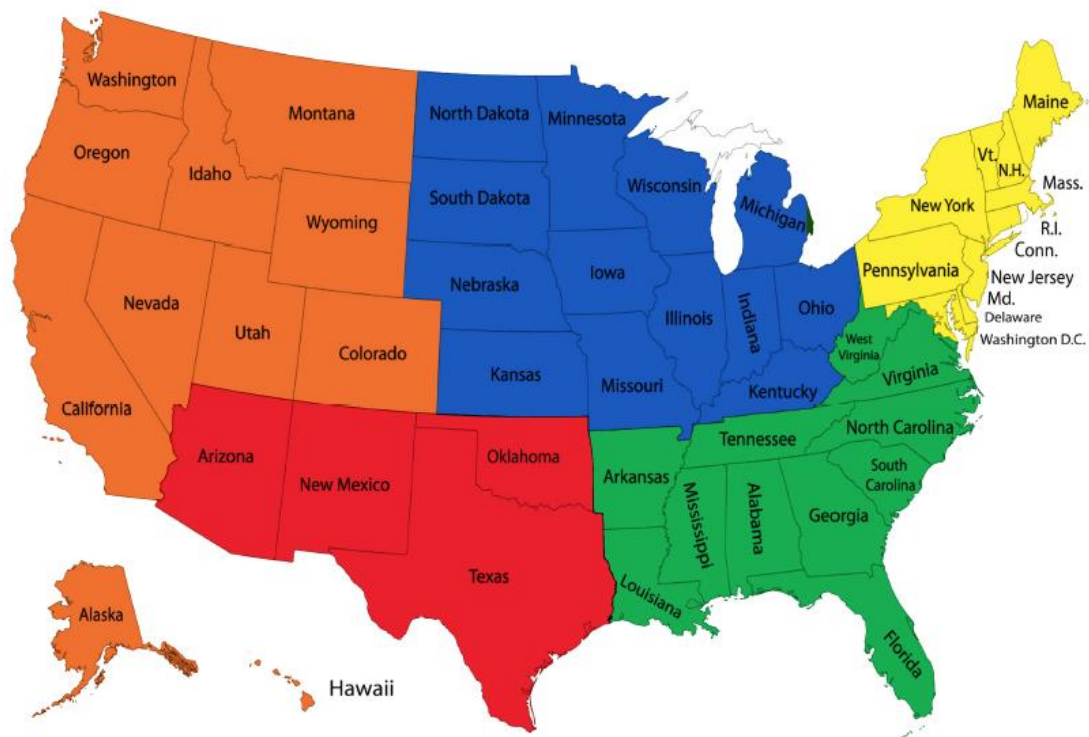 Washington
Montana
North Dakota
Minnesota
Maine
Oregon
Idaho
Vt.
N.H.
Mass.
Wisconsin
South Dakota
Michigan
New York
Wyoming
R.I.
Conn.
Iowa
Pennsylvania
New Jersey
Nebraska
Md.
Nevada
Illinois
Indiana
Ohio
Delaware
Utah
West
Virginia
Washington D.C.
Colorado
Kansas
Missouri
Kentucky
Virginia
California
North Carolina
Tennessee
Arizona
Oklahoma
Arkansas
South
Carolina
New Mexico
Mississippi
Alabama
Georgia
Texas
Louisiana
Alaska
Florida
Hawaii